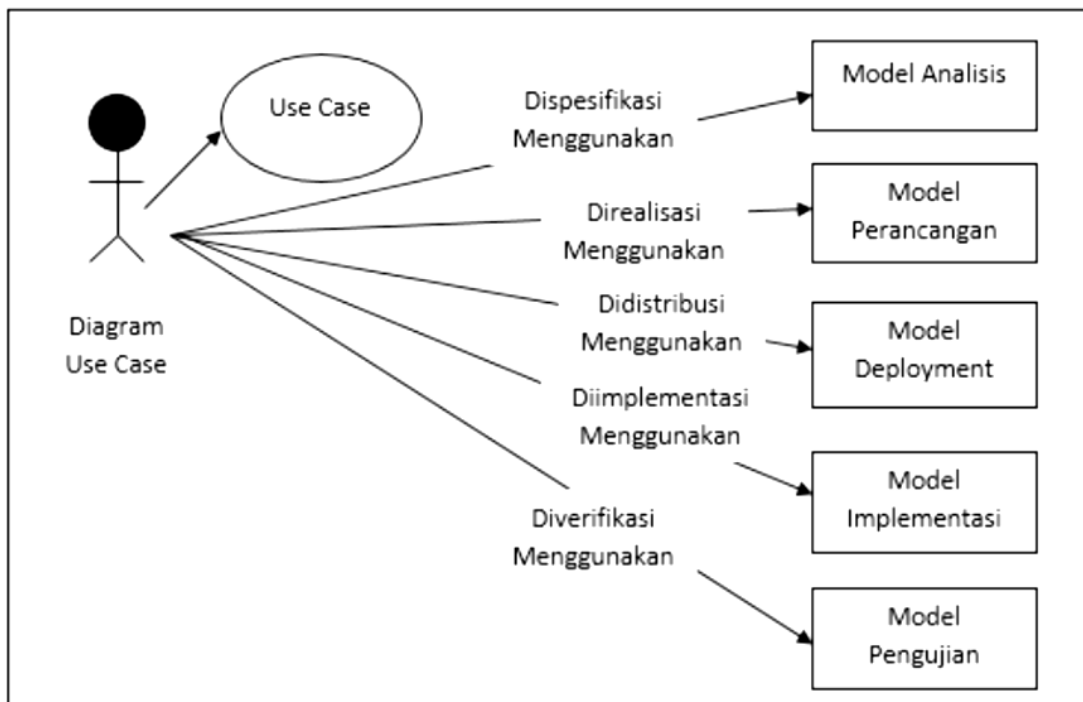 Use Case
Diagram
Use Case
Dispesifikasi
Menggunakan
Model Analisis
Direalisasi
Menggunakan
Model
Perancangan
Didistribusi
Menggunakan
Model
Deployment
Diimplementasi
Menggunakan
Model
Implementasi
Diverifikasi
Menggunakan
Model
Pengujian